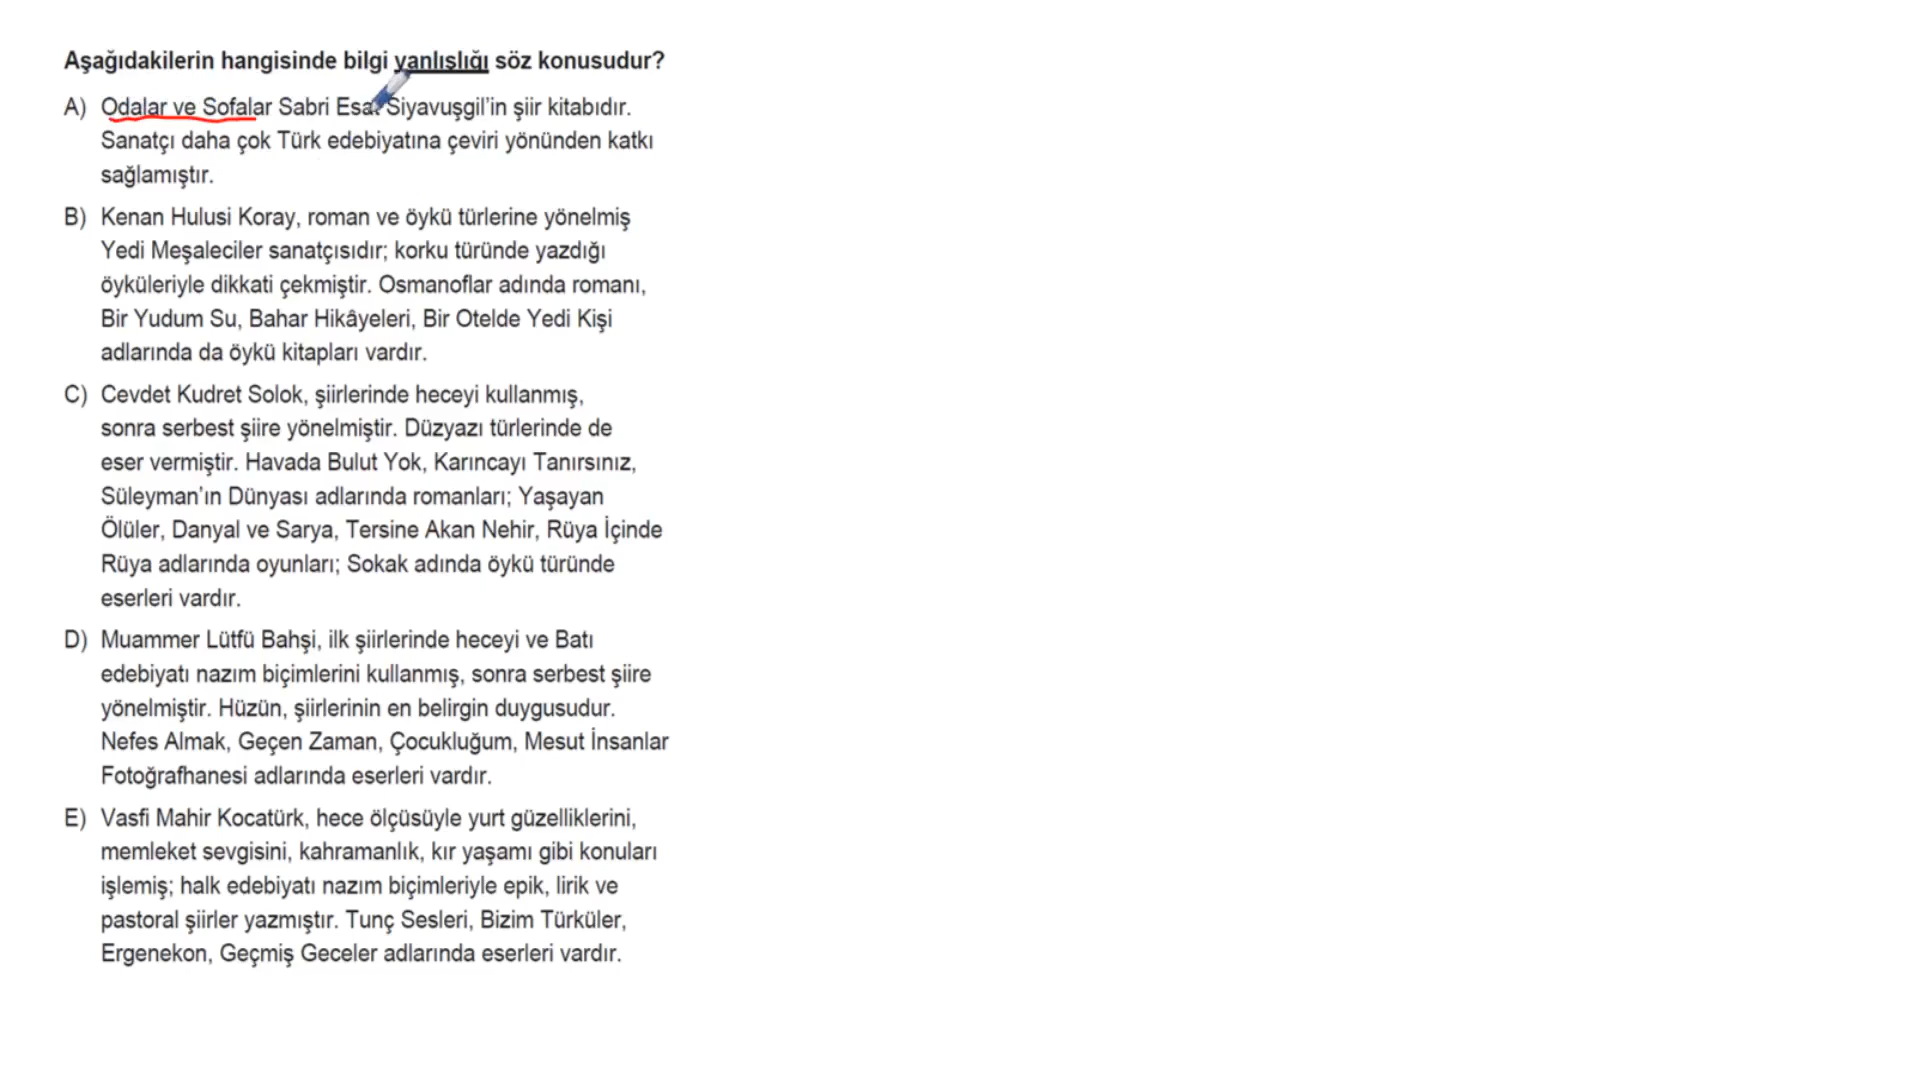 Aşağıdakilerin hangisinde bilgi yanlışlığı söz konusudur?
A) Odalar ve Sofalar Sabri Esat Siyavuşgil'in şiir kitabıdır.
Sanatçı daha çok Türk edebiyatına çeviri yönünden katkı
sağlamıştır.
B) Kenan Hulusi Koray, roman ve öykü türlerine yönelmiş
Yedi Meşaleciler sanatçısıdır; korku türünde yazdığı
öyküleriyle dikkati çekmiştir. Osmanoflar adında romanı,
Bir Yudum Su, Bahar Hikâyeleri, Bir Otelde Yedi Kişi
adlarında da öykü kitapları vardır.
C) Cevdet Kudret Solok, şiirlerinde heceyi kullanmış,
sonra serbest şiire yönelmiştir. Düzyazı türlerinde de
eser vermiştir. Havada Bulut Yok, Karıncayı Tanırsınız,
Süleyman'ın Dünyası adlarında romanları; Yaşayan
Ölüler, Danyal ve Sarya, Tersine Akan Nehir, Rüya İçinde
Rüya adlarında oyunları; Sokak adında öykü türünde
eserleri vardır.
D) Muammer Lütfü Bahşi, ilk şiirlerinde heceyi ve Batı
edebiyatı nazım biçimlerini kullanmış, sonra serbest şiire
yönelmiştir. Hüzün, şiirlerinin en belirgin duygusudur.
Nefes Almak, Geçen Zaman, Çocukluğum, Mesut İnsanlar
Fotoğrafhanesi adlarında eserleri vardır.
E) Vasfi Mahir Kocatürk, hece ölçüsüyle yurt güzelliklerini,
memleket sevgisini, kahramanlık, kır yaşamı gibi konuları
işlemiş; halk edebiyatı nazım biçimleriyle epik, lirik ve
pastoral şiirler yazmıştır. Tunç Sesleri, Bizim Türküler,
Ergenekon, Geçmiş Geceler adlarında eserleri vardır.